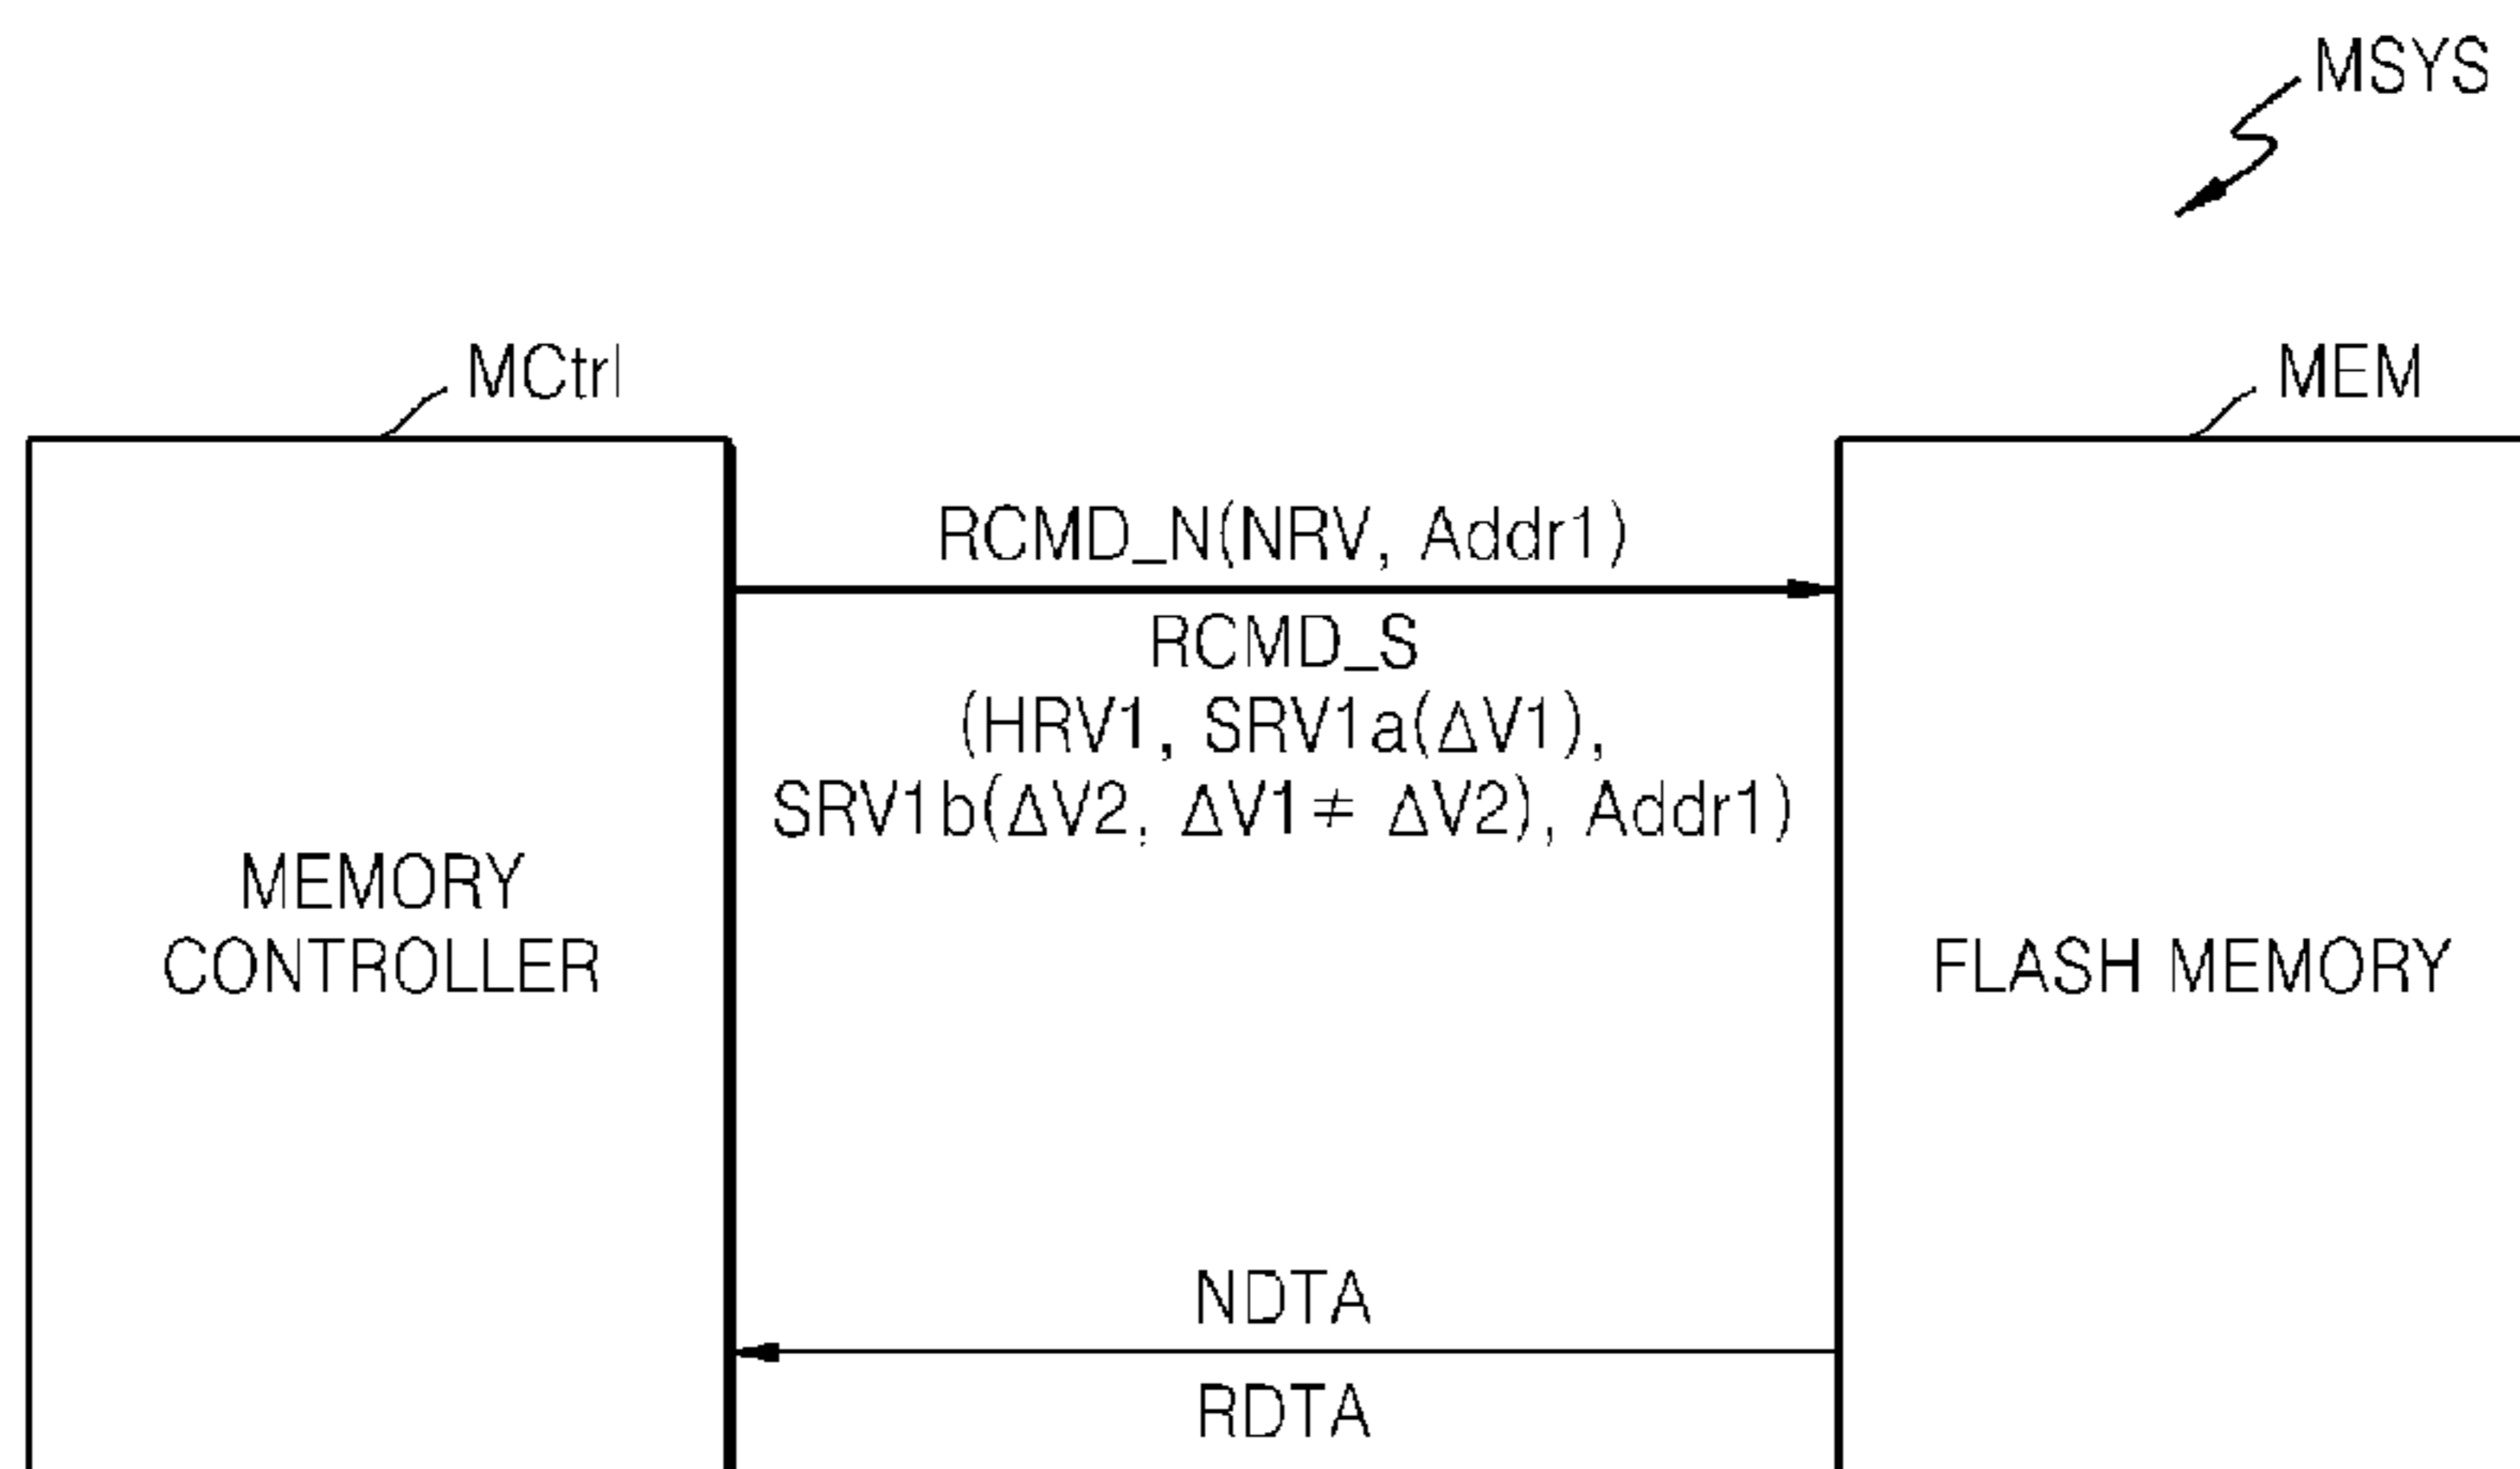 MSYS
MCtrl
MEM
RCMD_N(NRV, Addr1)
RCMD_S
(HRV1, SRV1a(ΔV1),
SRV1b(ΔV2, ΔV1≠ ΔV2), Addr1)
MEMORY
CONTROLLER
FLASH MEMORY
NDTA
RDTA